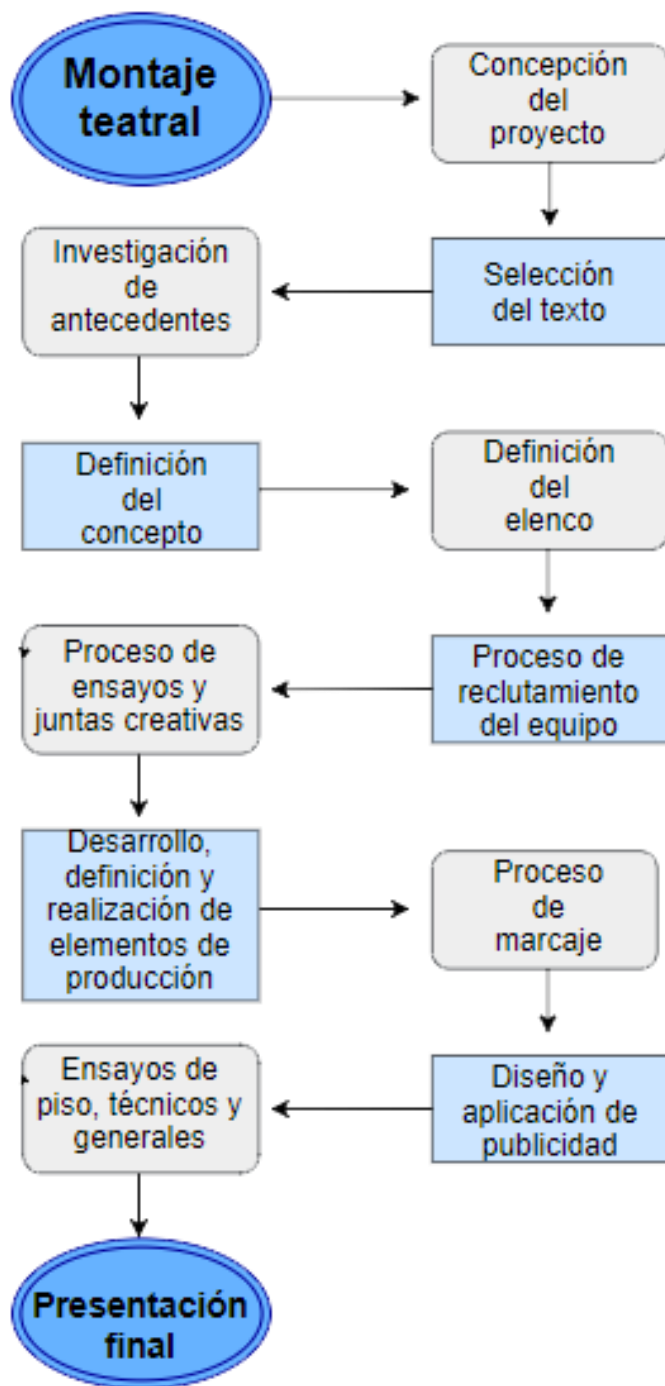 Montaje
teatral
Concepción
del
proyecto
Selección
del texto
Investigación
de
antecedentes
Definición
del
concepto
Definición
del
elenco
Proceso de
reclutamiento
del equipo
Proceso de
ensayos y
juntas creativas
Desarrollo,
definición y
realización de
elementos de
producción
Proceso
de
marcaje
Diseño y
aplicación de
publicidad
Ensayos de
piso, técnicos y
generales
Presentación
final